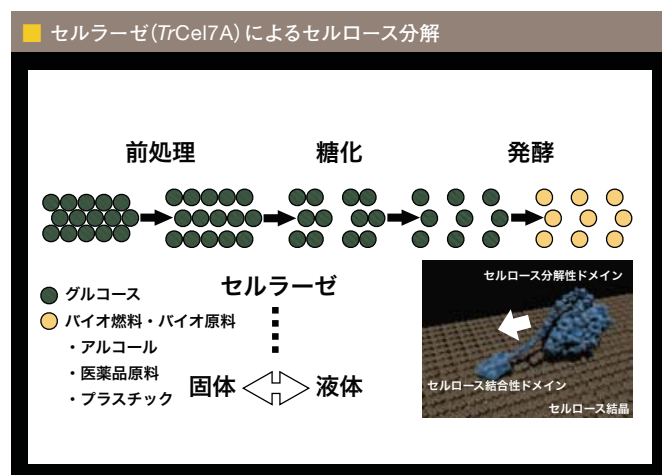 セルラーゼ(TrCel7A)によるセルロース分解
前処理
糖化
発酵
セルラーゼ
グルコース
バイオ燃料・バイオ原料
・アルコール
・医薬品原料
・プラスチック
固体
液体
セルロース分解性ドメイン
セルロース結合性ドメイン
セルロース結晶